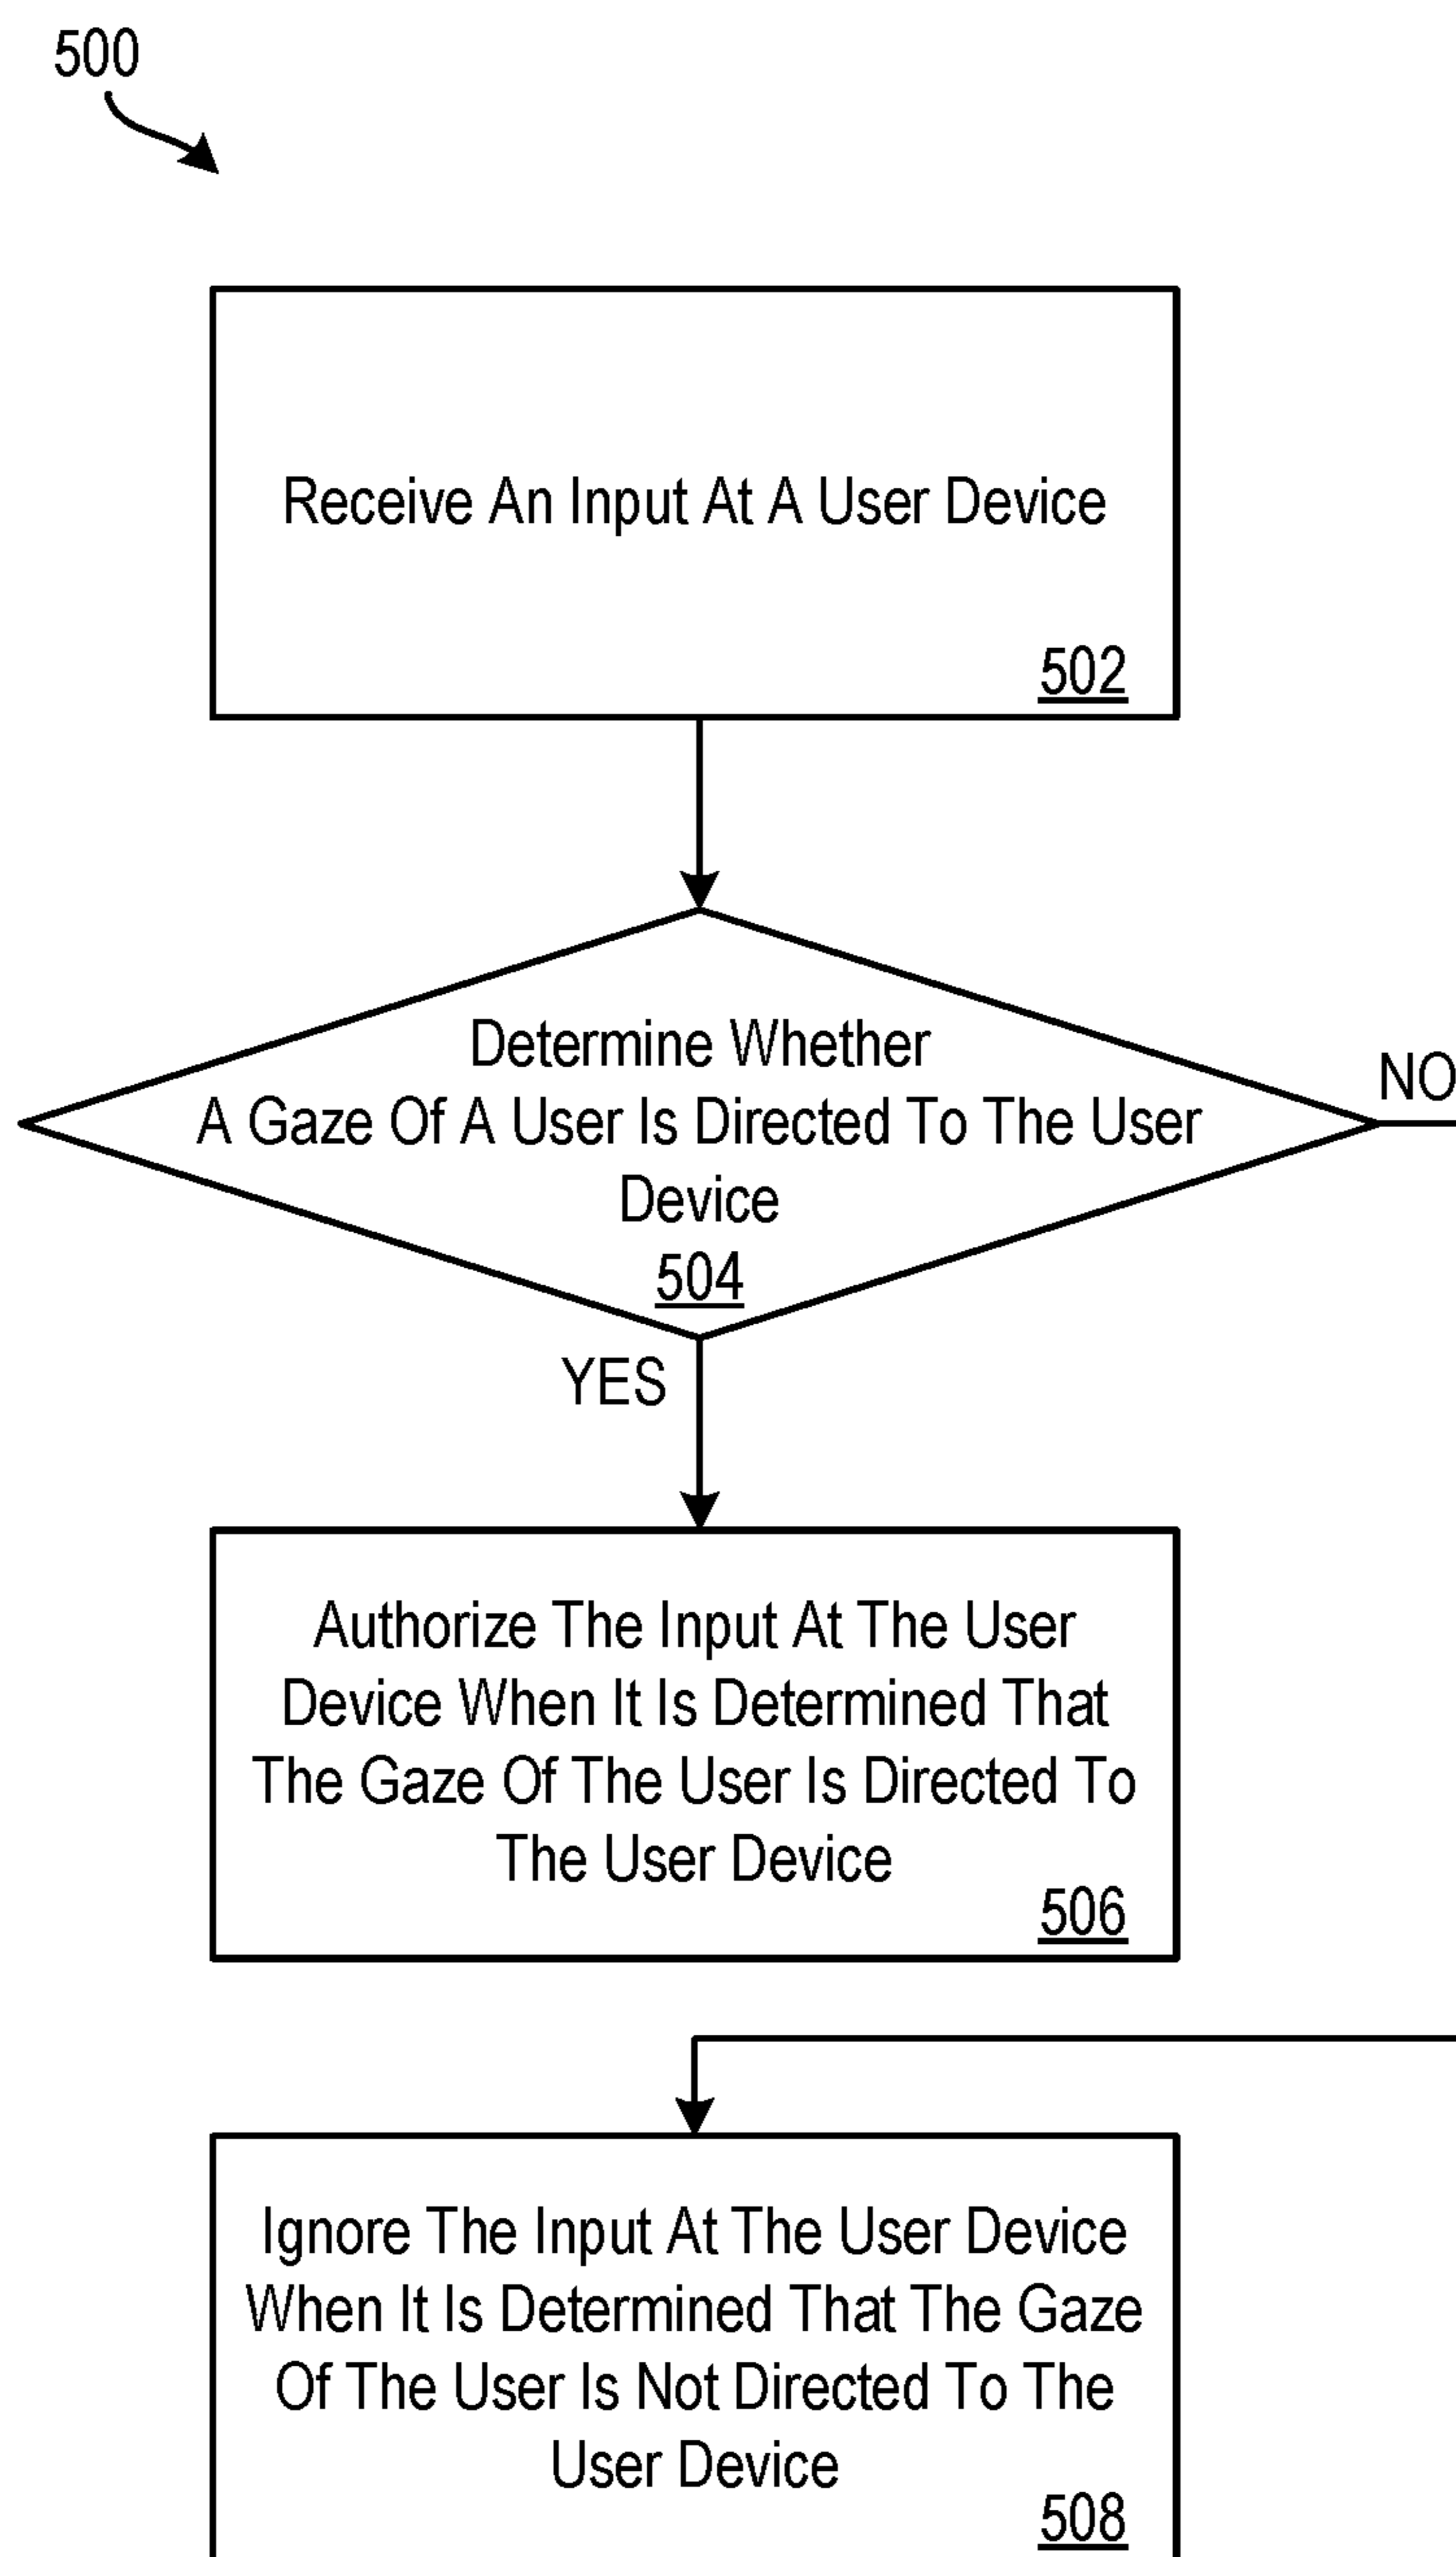 500
Receive An Input At A User Device
502
Determine Whether
A Gaze Of A User Is Directed To The User
Device
504
NO
YES
Authorize The Input At The User
Device When It Is Determined That
The Gaze Of The User Is Directed To
The User Device
506
Ignore The Input At The User Device
When It Is Determined That The Gaze
Of The User Is Not Directed To The
User Device
508